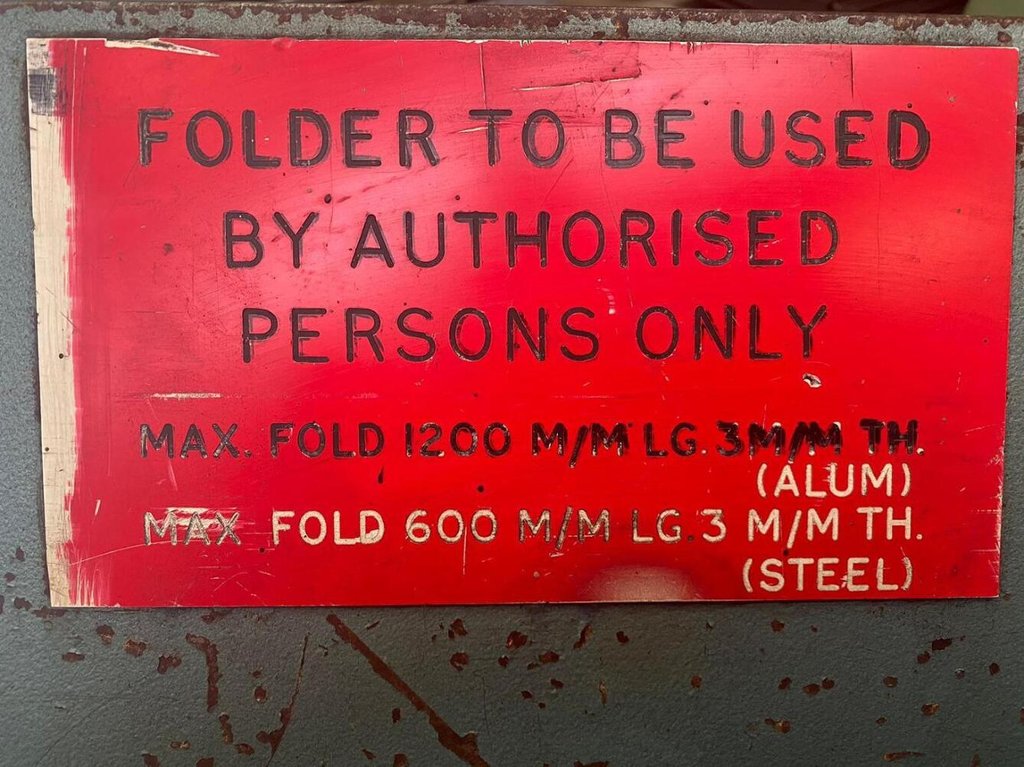 FOLDER TO BE USED
BY AUTHORISED
PERSONS ONLY
MAX. FOLD 1200 M/M LG. 3M/M TH.
(ALUM)
MAX FOLD 600 M/M LG. 3 M/M TH.
(STEEL)